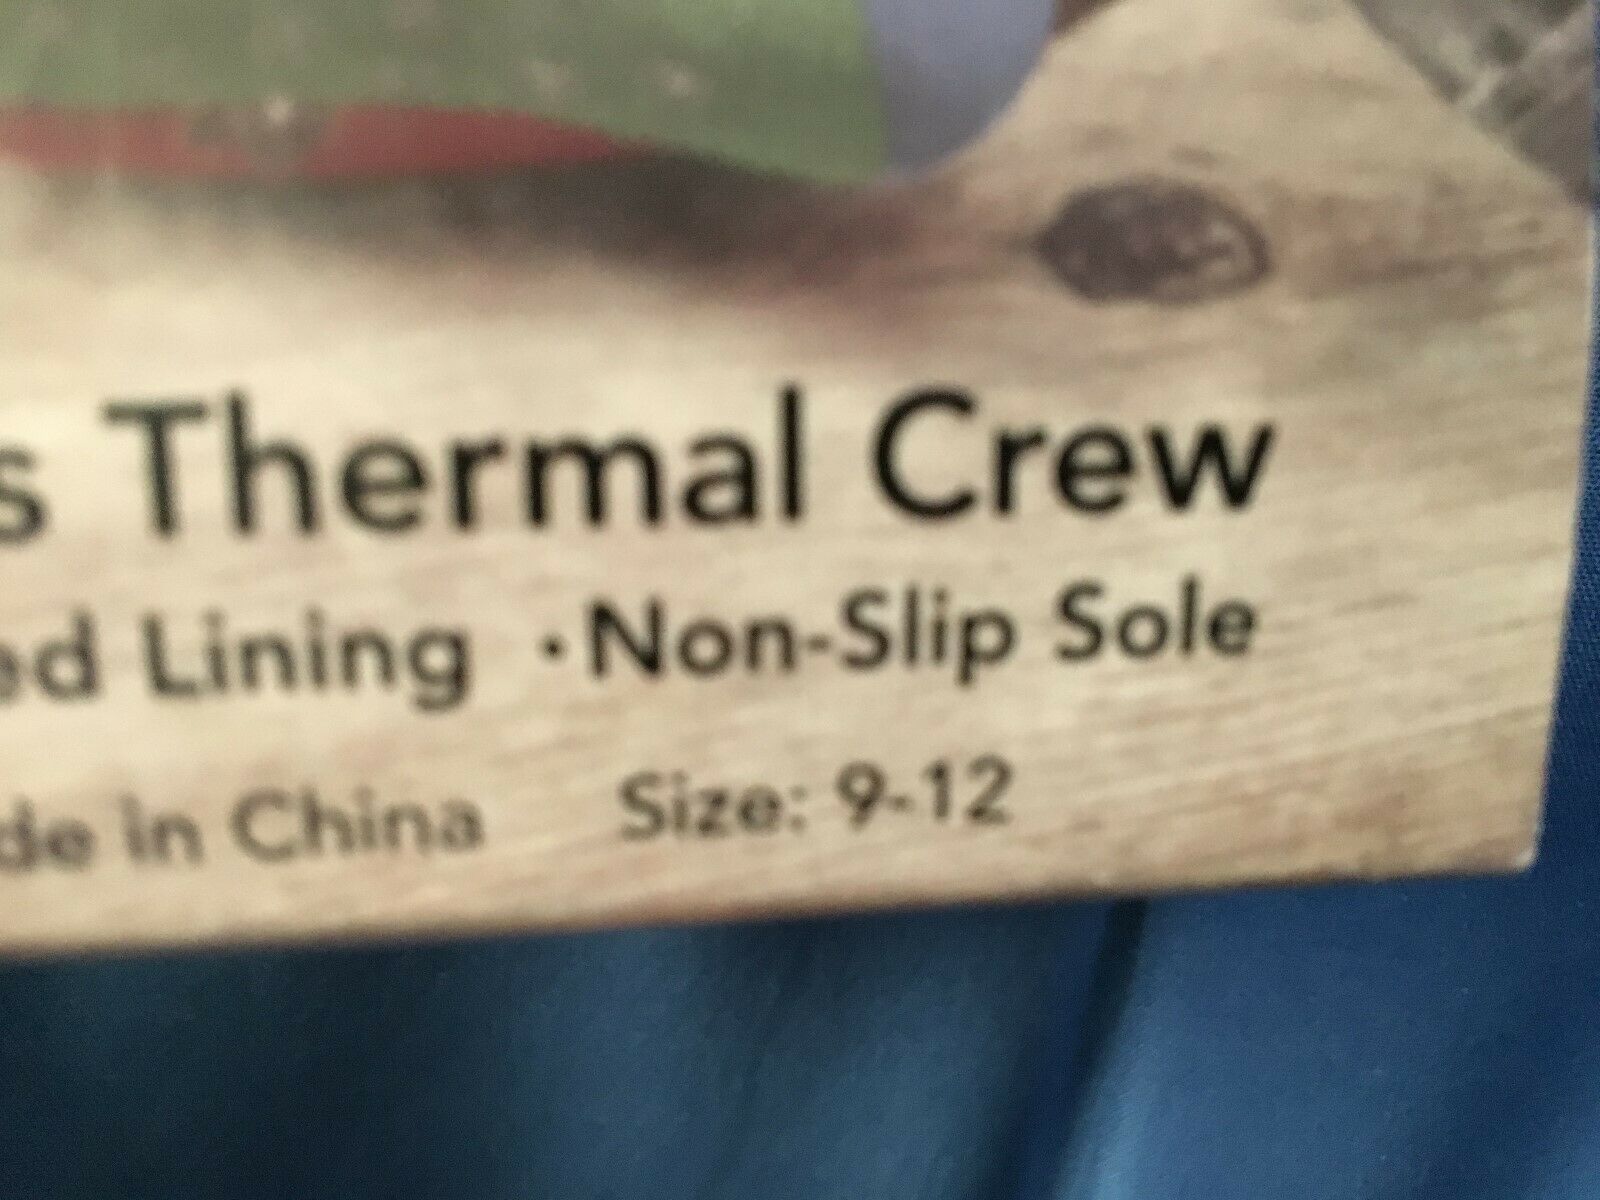 s Thermal Crew
ed Lining · Non-Slip Sole
de in China Size: 9-12